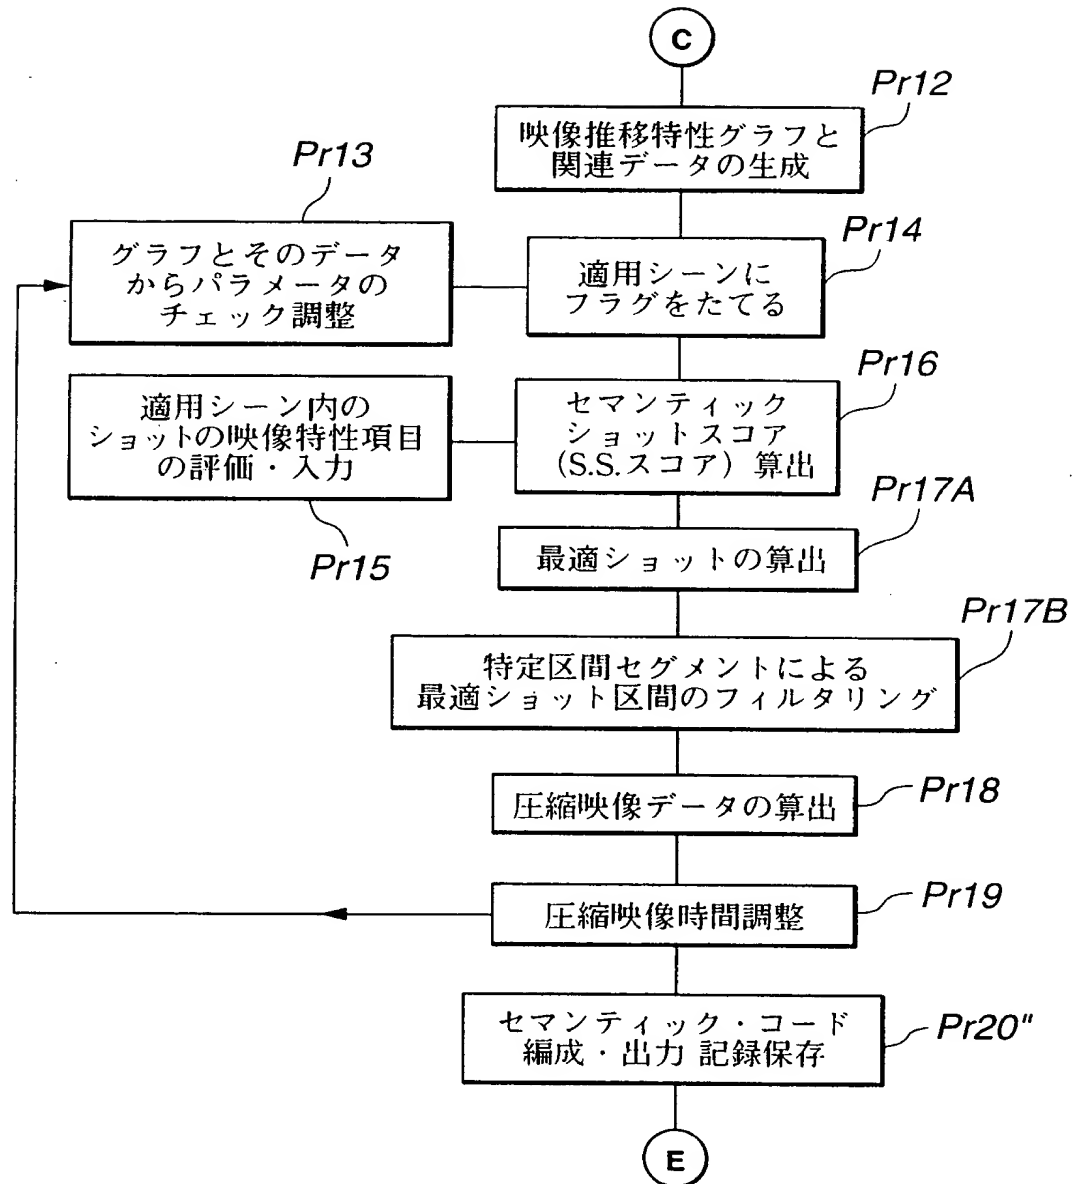 C
Pr12
映像推移特性グラフと
関連データの生成
Pr13
グラフとそのデータ
からパラメータの
チェック調整
Pr14
適用シーンに
フラグをたてる
Pr16
適用シーン内の
ショットの映像特性項目
の評価・入力
セマンティック
ショットスコア
(S.S.スコア)算出
Pr15
Pr17A
最適ショットの算出
Pr17B
特定区間セグメントによる
最適ショット区間のフィルタリング
圧縮映像データの算出
Pr18
圧縮映像時間調整
Pr19
セマンティック・コード
編成・出力 記録保存
Pr20"
E